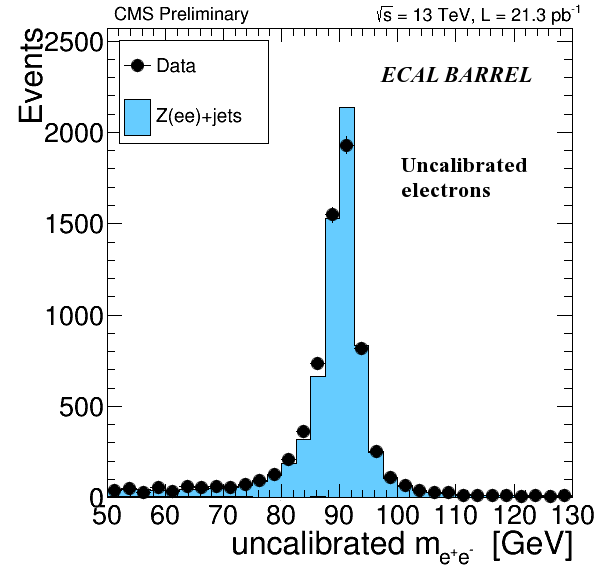 CMS Preliminary
√s = 13 TeV, L = 21.3 pb⁻¹
Events
2500
2000
1500
1000
500
0
Data
Z(ee)+jets
ECAL BARREL
Uncalibrated
electrons
50 60 70 80 90 100 110 120 130
uncalibrated mₑ⁺ₑ⁻ [GeV]